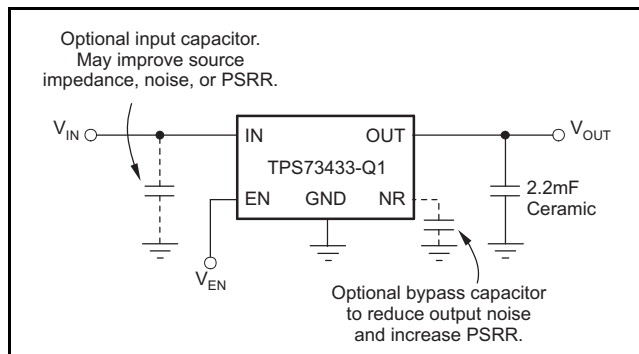 Optional input capacitor.
May improve source
impedance, noise, or PSRR.
VIN
IN
OUT
VOUT
TPS73433-Q1
EN
GND
NR
2.2mF
Ceramic
VEN
Optional bypass capacitor
to reduce output noise
and increase PSRR.